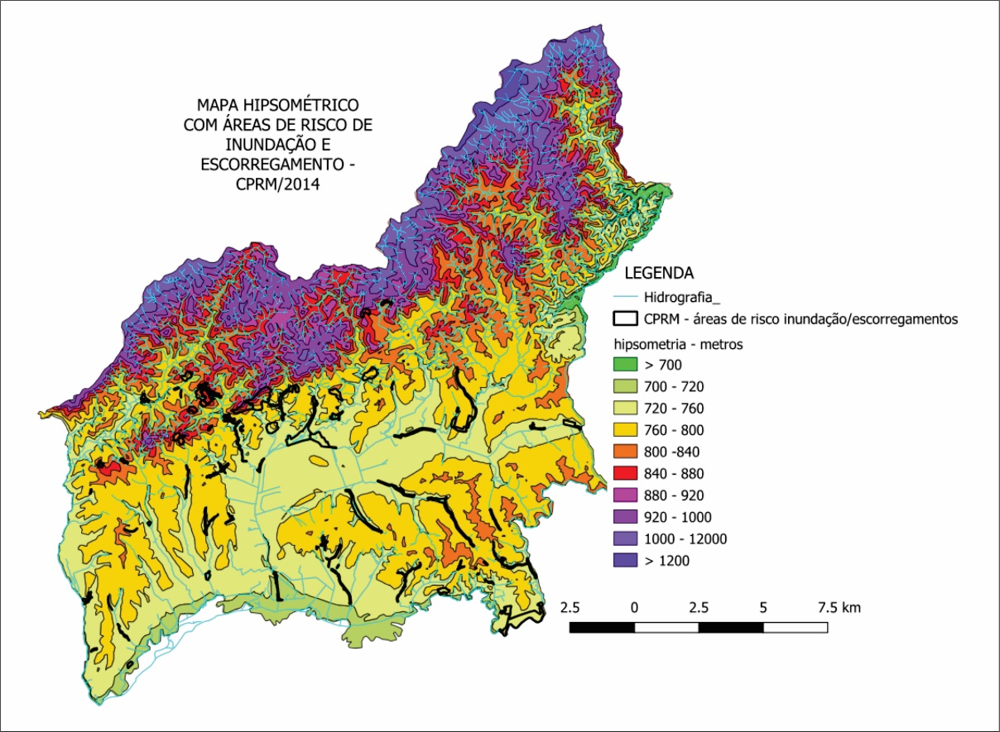 MAPA HIPSOMÉTRICO
COM ÁREAS DE RISCO DE
INUNDAÇÃO E
ESCORREGAMENTO -
CPRM/2014
LEGENDA
Hidrografia_
CPRM - áreas de risco inundação/escorregamentos
hipsometria - metros
> 700
700 - 720
720 - 760
760 - 800
800 -840
840 - 880
880 - 920
920 - 1000
1000 - 12000
> 1200
2.5 0 2.5 5 7.5 km